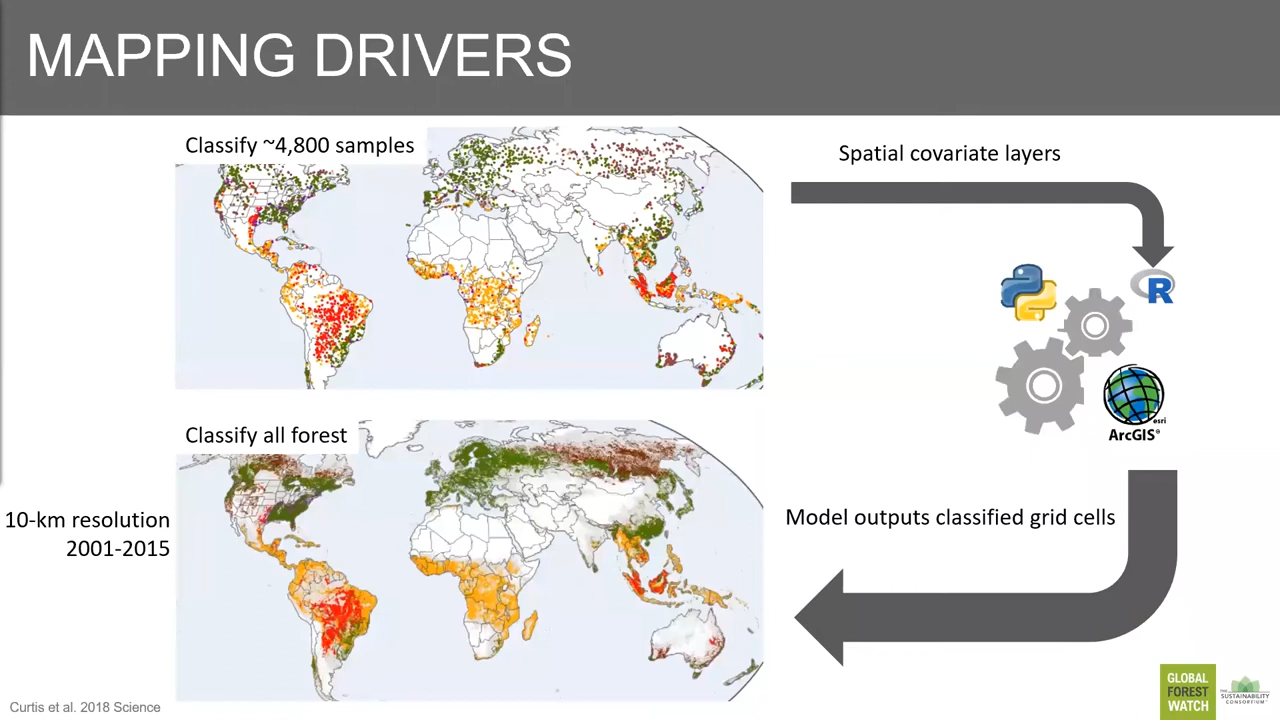 MAPPING DRIVERS
Classify ~4,800 samples
Spatial covariate layers
R
esri
ArcGIS®
Classify all forest
10-km resolution
2001-2015
Model outputs classified grid cells
Curtis et al. 2018 Science
GLOBAL
FOREST
WATCH
THE
SUSTAINABILITY
CONSORTIUM